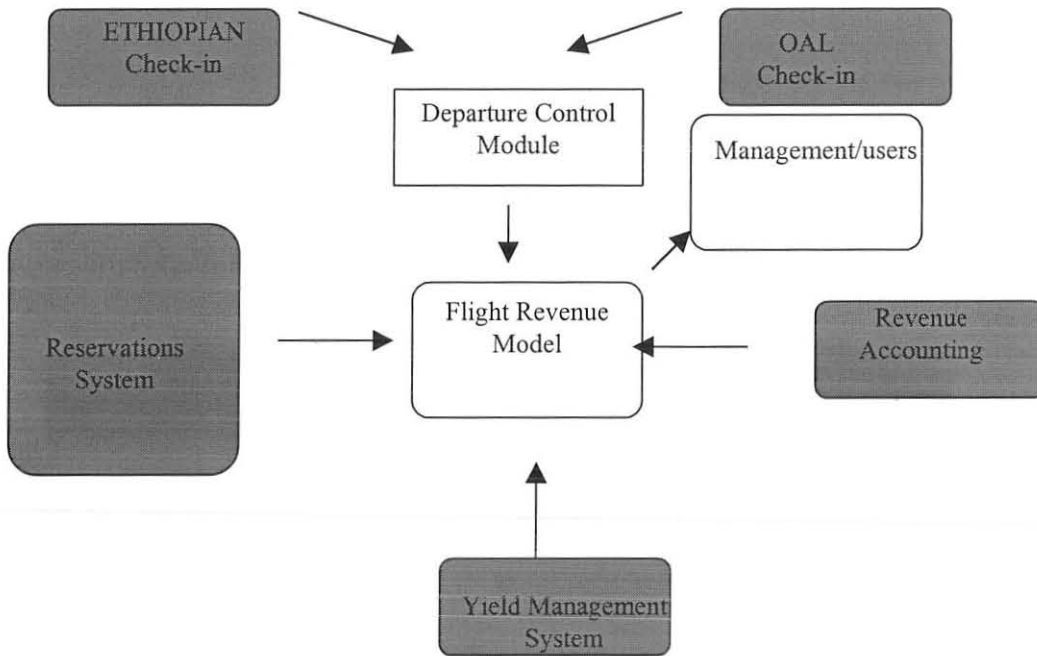 ETHIOPIAN
Check-in
OAL
Check-in
Departure Control
Module
Management/users
Flight Revenue
Model
Reservations
System
Revenue
Accounting
Yield Management
System